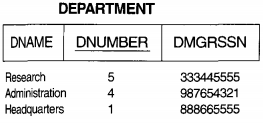 DEPARTMENT
DNAME DNUMBER DMGRSSN
Research 5 333445555
Administration 4 987654321
Headquarters 1 888665555